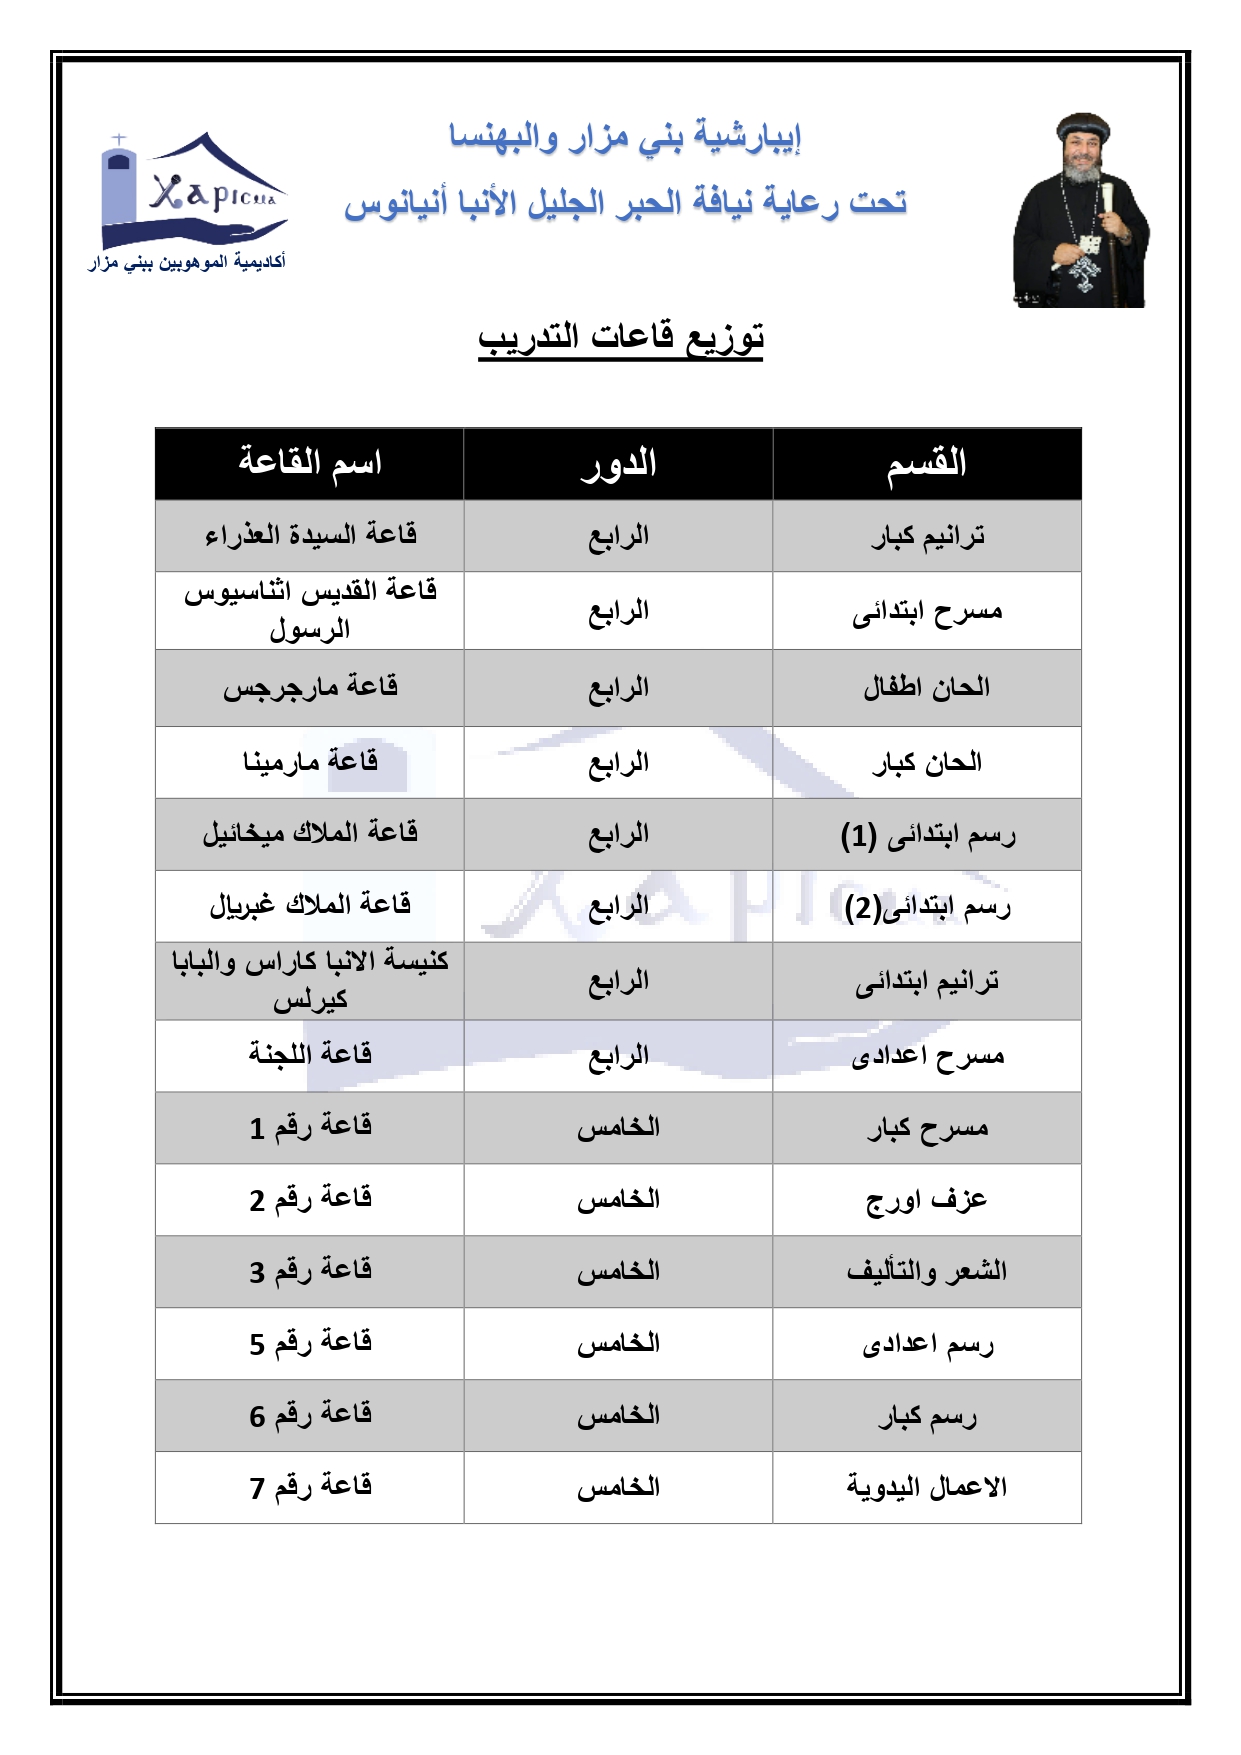 إيبارشية بني مزار والبهنسا
تحت رعاية نيافة الحبر الجليل الأنبا أنيانوس
Ⲭⲁⲣⲓⲥⲙⲁ
أكاديمية الموهوبين ببني مزار
توزيع قاعات التدريب
القسم الدور اسم القاعة
ترانيم كبار الرابع قاعة السيدة العذراء
مسرح ابتدائى الرابع قاعة القديس اثناسيوس
الرسول
الحان اطفال الرابع قاعة مارجرجس
الحان كبار الرابع قاعة مارمينا
رسم ابتدائى (1) الرابع قاعة الملاك ميخائيل
رسم ابتدائى(2) الرابع قاعة الملاك غبريال
ترانيم ابتدائى الرابع كنيسة الانبا كاراس والبابا
كيرلس
مسرح اعدادى الرابع قاعة اللجنة
مسرح كبار الخامس قاعة رقم 1
عزف اورج الخامس قاعة رقم 2
الشعر والتأليف الخامس قاعة رقم 3
رسم اعدادى الخامس قاعة رقم 5
رسم كبار الخامس قاعة رقم 6
الاعمال اليدوية الخامس قاعة رقم 7